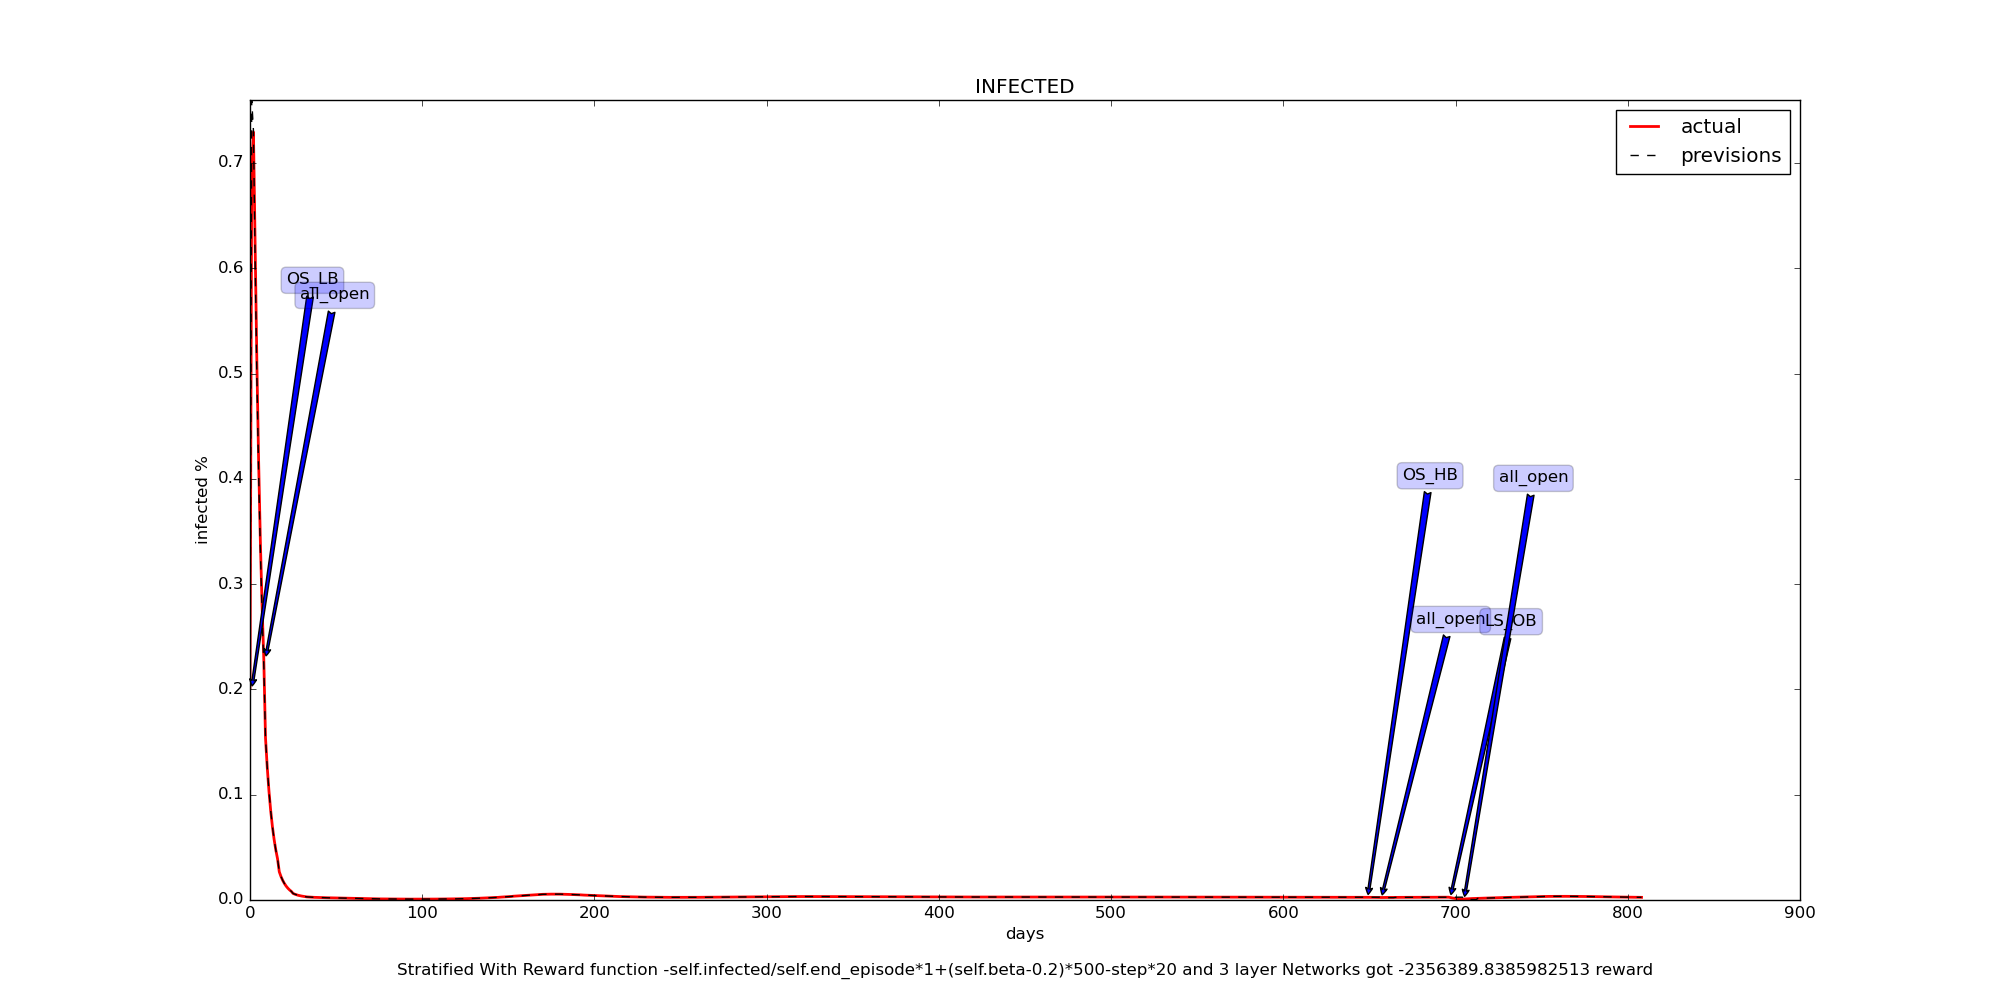 INFECTED
actual
previsions
0.7
0.6
0.5
0.4
0.3
0.2
0.1
0.0
infected %
OS_LB
all_open
OS_HB
all_open
all_open
LS_OB
0 100 200 300 400 500 600 700 800 900
days
Stratified With Reward function -self.infected/self.end_episode*1+(self.beta-0.2)*500-step*20 and 3 layer Networks got -2356389.8385982513 reward